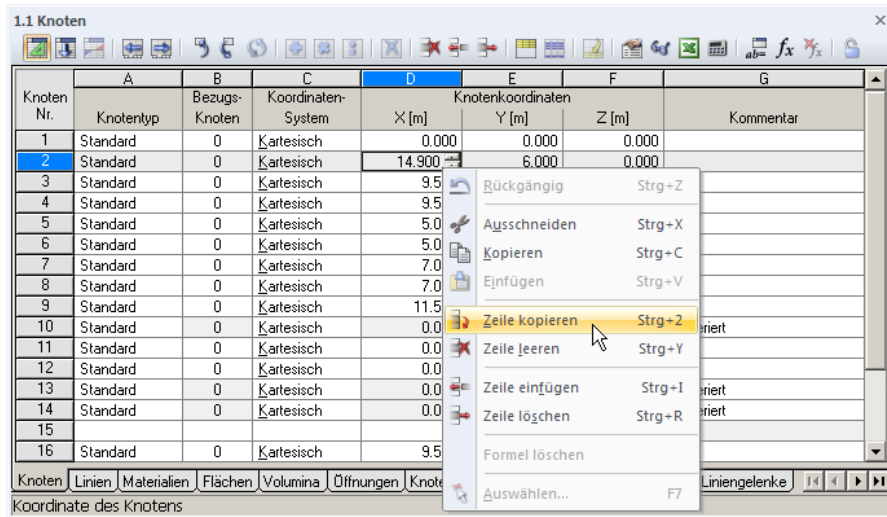 1.1 Knoten
A B C D E F G
Knoten Nr. Knotentyp Bezugs-Knoten Koordinaten-System Knotenkoordinaten X [m] Y [m] Z [m] Kommentar
1 Standard 0 Kartesisch 0.000 0.000 0.000
2 Standard 0 Kartesisch 14.900 6.000 0.000
3 Standard 0 Kartesisch 9.5
4 Standard 0 Kartesisch 9.5
5 Standard 0 Kartesisch 5.0
6 Standard 0 Kartesisch 5.0
7 Standard 0 Kartesisch 7.0
8 Standard 0 Kartesisch 7.0
9 Standard 0 Kartesisch 11.5
10 Standard 0 Kartesisch 0.0 eriert
11 Standard 0 Kartesisch 0.0
12 Standard 0 Kartesisch 0.0
13 Standard 0 Kartesisch 0.0 eriert
14 Standard 0 Kartesisch 0.0 eriert
15
16 Standard 0 Kartesisch 9.5
Rückgängig Strg+Z
Ausschneiden Strg+X
Kopieren Strg+C
Einfügen Strg+V
Zeile kopieren Strg+2
Zeile leeren Strg+Y
Zeile einfügen Strg+I
Zeile löschen Strg+R
Formel löschen
Auswählen... F7
Knoten Linien Materialien Flächen Volumina Öffnungen Knote Liniengelenke
Koordinate des Knotens